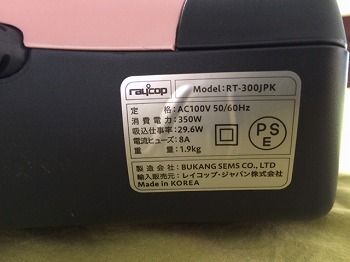 raycop Model:RT-300JPK
定格:AC100V 50/60Hz
消費電力:350W
吸込仕事率:29.6W
電流ヒューズ:8A
重量:1.9kg
PSE
製造会社:BUKANG SEMS CO., LTD
輸入販売元:レイコップ・ジャパン株式会社
Made in KOREA